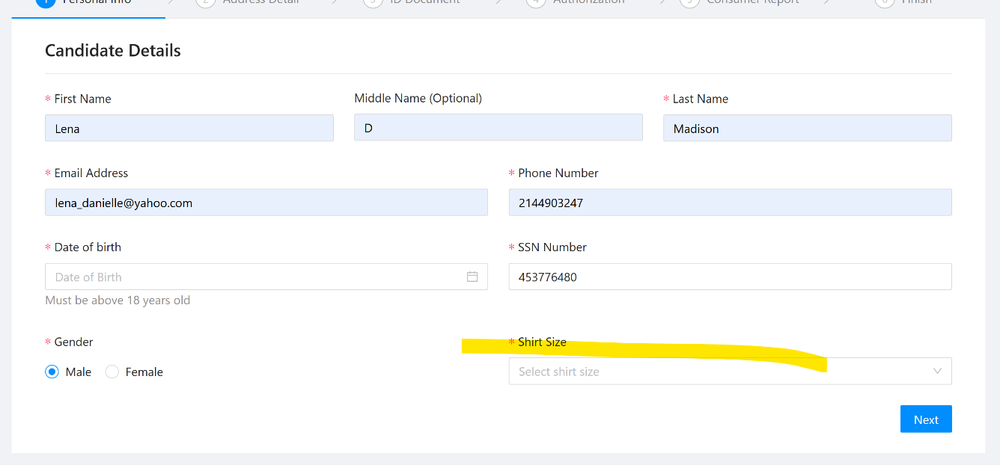 1 Personal Info 2 Address Detail 3 ID Document 4 Authorization 5 Consumer Report 6 Finish
Candidate Details
* First Name Middle Name (Optional) * Last Name
Lena D Madison
* Email Address * Phone Number
lena_danielle@yahoo.com 2144903247
* Date of birth * SSN Number
Date of Birth 453776480
Must be above 18 years old
* Gender * Shirt Size
Male Female Select shirt size
Next